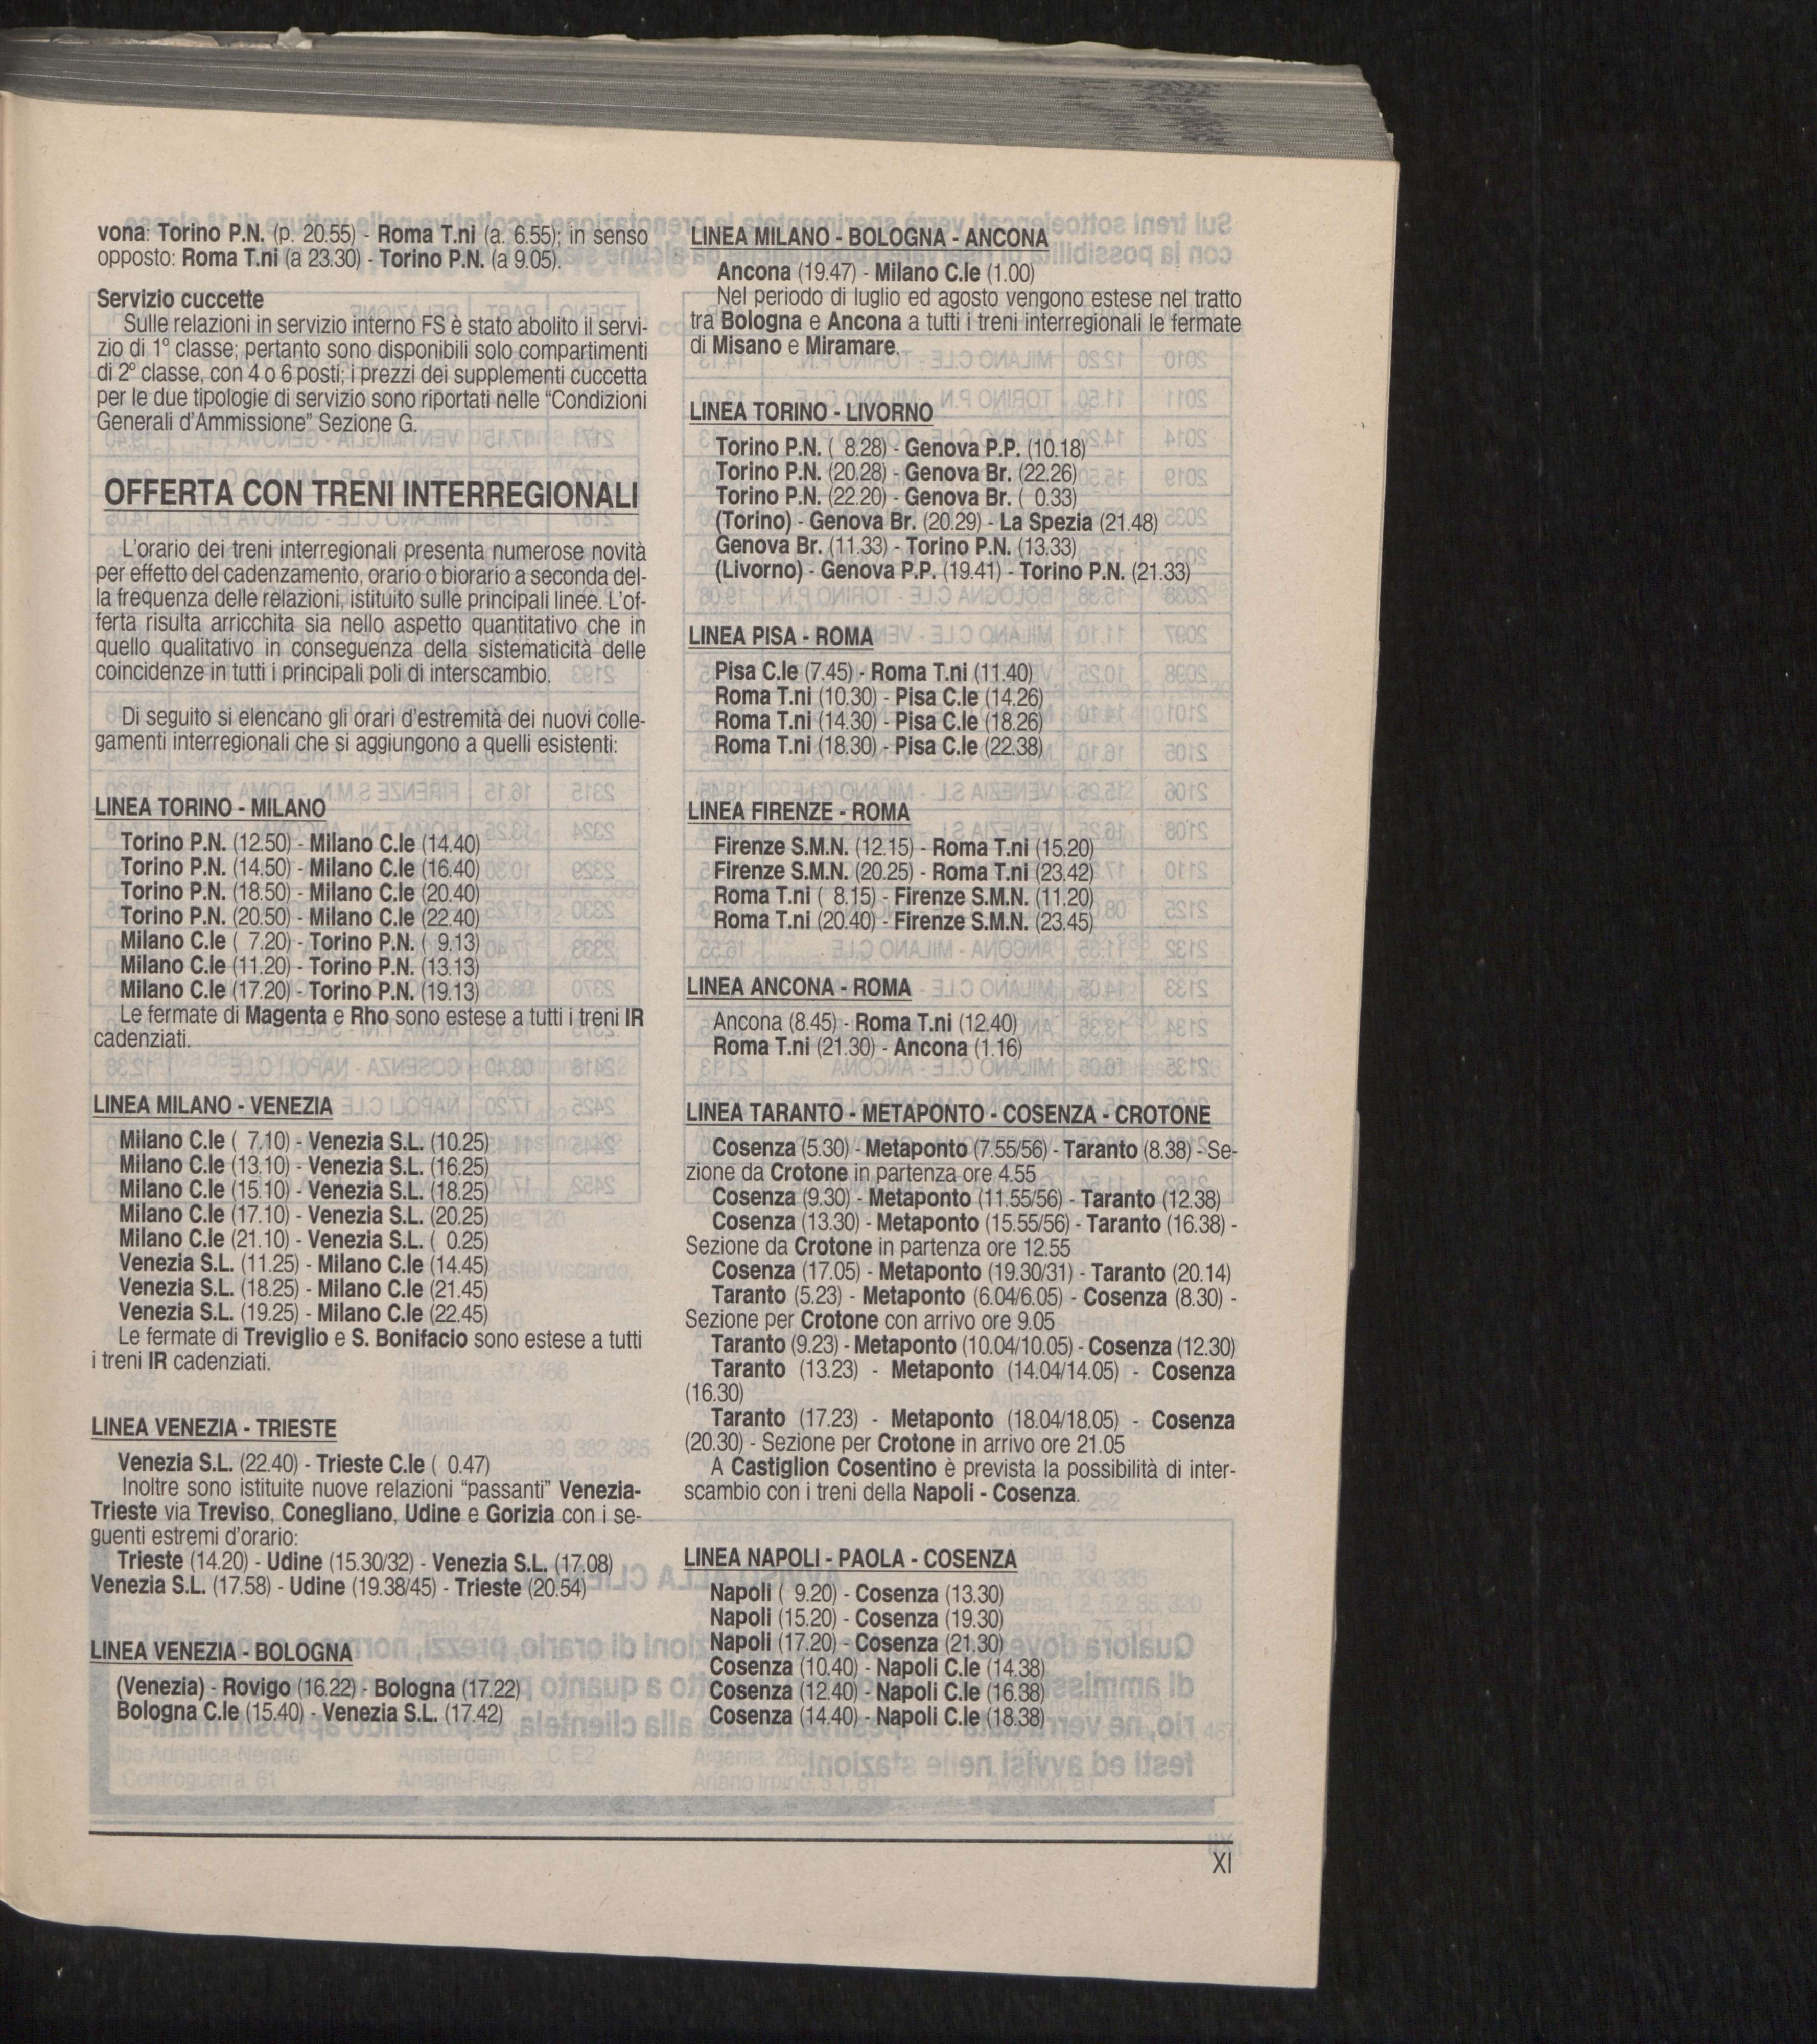 vona: Torino P.N. (p. 20.55) - Roma T.ni (a. 6.55); in senso
opposto: Roma T.ni (a 23.30) - Torino P.N. (a 9.05).
Servizio cuccette
Sulle relazioni in servizio interno FS è stato abolito il servi-
zio di 1º classe; pertanto sono disponibili solo compartimenti
di 2º classe, con 4 o 6 posti; i prezzi dei supplementi cuccetta
per le due tipologie di servizio sono riportati nelle “Condizioni
Generali d’Ammissione” Sezione G.
OFFERTA CON TRENI INTERREGIONALI
L’orario dei treni interregionali presenta numerose novità
per effetto del cadenzamento, orario o biorario a seconda del-
la frequenza delle relazioni, istituito sulle principali linee. L’of-
ferta risulta arricchita sia nello aspetto quantitativo che in
quello qualitativo in conseguenza della sistematicità delle
coincidenze in tutti i principali poli di interscambio.
Di seguito si elencano gli orari d’estremità dei nuovi colle-
gamenti interregionali che si aggiungono a quelli esistenti:
LINEA TORINO - MILANO
Torino P.N. (12.50) - Milano C.le (14.40)
Torino P.N. (14.50) - Milano C.le (16.40)
Torino P.N. (18.50) - Milano C.le (20.40)
Torino P.N. (20.50) - Milano C.le (22.40)
Milano C.le ( 7.20) - Torino P.N. ( 9.13)
Milano C.le (11.20) - Torino P.N. (13.13)
Milano C.le (17.20) - Torino P.N. (19.13)
Le fermate di Magenta e Rho sono estese a tutti i treni IR
cadenziati.
LINEA MILANO - VENEZIA
Milano C.le ( 7.10) - Venezia S.L. (10.25)
Milano C.le (13.10) - Venezia S.L. (16.25)
Milano C.le (15.10) - Venezia S.L. (18.25)
Milano C.le (17.10) - Venezia S.L. (20.25)
Milano C.le (21.10) - Venezia S.L. ( 0.25)
Venezia S.L. (11.25) - Milano C.le (14.45)
Venezia S.L. (18.25) - Milano C.le (21.45)
Venezia S.L. (19.25) - Milano C.le (22.45)
Le fermate di Treviglio e S. Bonifacio sono estese a tutti
i treni IR cadenziati.
LINEA VENEZIA - TRIESTE
Venezia S.L. (22.40) - Trieste C.le ( 0.47)
Inoltre sono istituite nuove relazioni “passanti” Venezia-
Trieste via Treviso, Conegliano, Udine e Gorizia con i se-
guenti estremi d’orario:
Trieste (14.20) - Udine (15.30/32) - Venezia S.L. (17.08)
Venezia S.L. (17.58) - Udine (19.38/45) - Trieste (20.54)
LINEA VENEZIA - BOLOGNA
(Venezia) - Rovigo (16.22) - Bologna (17.22)
Bologna C.le (15.40) - Venezia S.L. (17.42)
LINEA MILANO - BOLOGNA - ANCONA
Ancona (19.47) - Milano C.le (1.00)
Nel periodo di luglio ed agosto vengono estese nel tratto
tra Bologna e Ancona a tutti i treni interregionali le fermate
di Misano e Miramare.
LINEA TORINO - LIVORNO
Torino P.N. ( 8.28) - Genova P.P. (10.18)
Torino P.N. (20.28) - Genova Br. (22.26)
Torino P.N. (22.20) - Genova Br. ( 0.33)
(Torino) - Genova Br. (20.29) - La Spezia (21.48)
Genova Br. (11.33) - Torino P.N. (13.33)
(Livorno) - Genova P.P. (19.41) - Torino P.N. (21.33)
LINEA PISA - ROMA
Pisa C.le (7.45) - Roma T.ni (11.40)
Roma T.ni (10.30) - Pisa C.le (14.26)
Roma T.ni (14.30) - Pisa C.le (18.26)
Roma T.ni (18.30) - Pisa C.le (22.38)
LINEA FIRENZE - ROMA
Firenze S.M.N. (12.15) - Roma T.ni (15.20)
Firenze S.M.N. (20.25) - Roma T.ni (23.42)
Roma T.ni ( 8.15) - Firenze S.M.N. (11.20)
Roma T.ni (20.40) - Firenze S.M.N. (23.45)
LINEA ANCONA - ROMA
Ancona (8.45) - Roma T.ni (12.40)
Roma T.ni (21.30) - Ancona (1.16)
LINEA TARANTO - METAPONTO - COSENZA - CROTONE
Cosenza (5.30) - Metaponto (7.55/56) - Taranto (8.38) - Se-
zione da Crotone in partenza ore 4.55
Cosenza (9.30) - Metaponto (11.55/56) - Taranto (12.38)
Cosenza (13.30) - Metaponto (15.55/56) - Taranto (16.38) -
Sezione da Crotone in partenza ore 12.55
Cosenza (17.05) - Metaponto (19.30/31) - Taranto (20.14)
Taranto (5.23) - Metaponto (6.04/6.05) - Cosenza (8.30) -
Sezione per Crotone con arrivo ore 9.05
Taranto (9.23) - Metaponto (10.04/10.05) - Cosenza (12.30)
Taranto (13.23) - Metaponto (14.04/14.05) - Cosenza
(16.30)
Taranto (17.23) - Metaponto (18.04/18.05) - Cosenza
(20.30) - Sezione per Crotone in arrivo ore 21.05
A Castiglion Cosentino è prevista la possibilità di inter-
scambio con i treni della Napoli - Cosenza.
LINEA NAPOLI - PAOLA - COSENZA
Napoli ( 9.20) - Cosenza (13.30)
Napoli (15.20) - Cosenza (19.30)
Napoli (17.20) - Cosenza (21.30)
Cosenza (10.40) - Napoli C.le (14.38)
Cosenza (12.40) - Napoli C.le (16.38)
Cosenza (14.40) - Napoli C.le (18.38)
XI